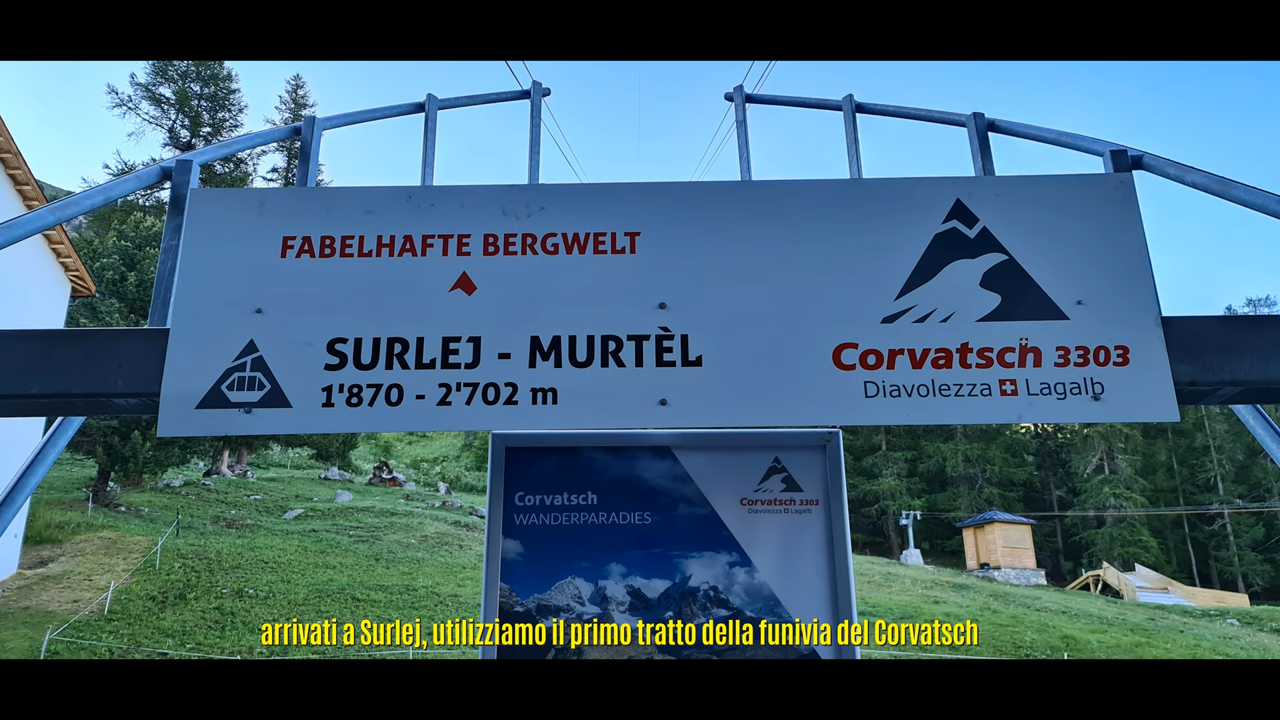 FABELHAFTE BERGWELT
SURLEJ - MURTÈL
1'870 - 2'702 m
Corvatsch 3303
Diavolezza Lagalb
Corvatsch
WANDERPARADIES
Corvatsch 3303
Diavolezza Lagalb
arrivati a Surlej, utilizziamo il primo tratto della funivia del Corvatsch